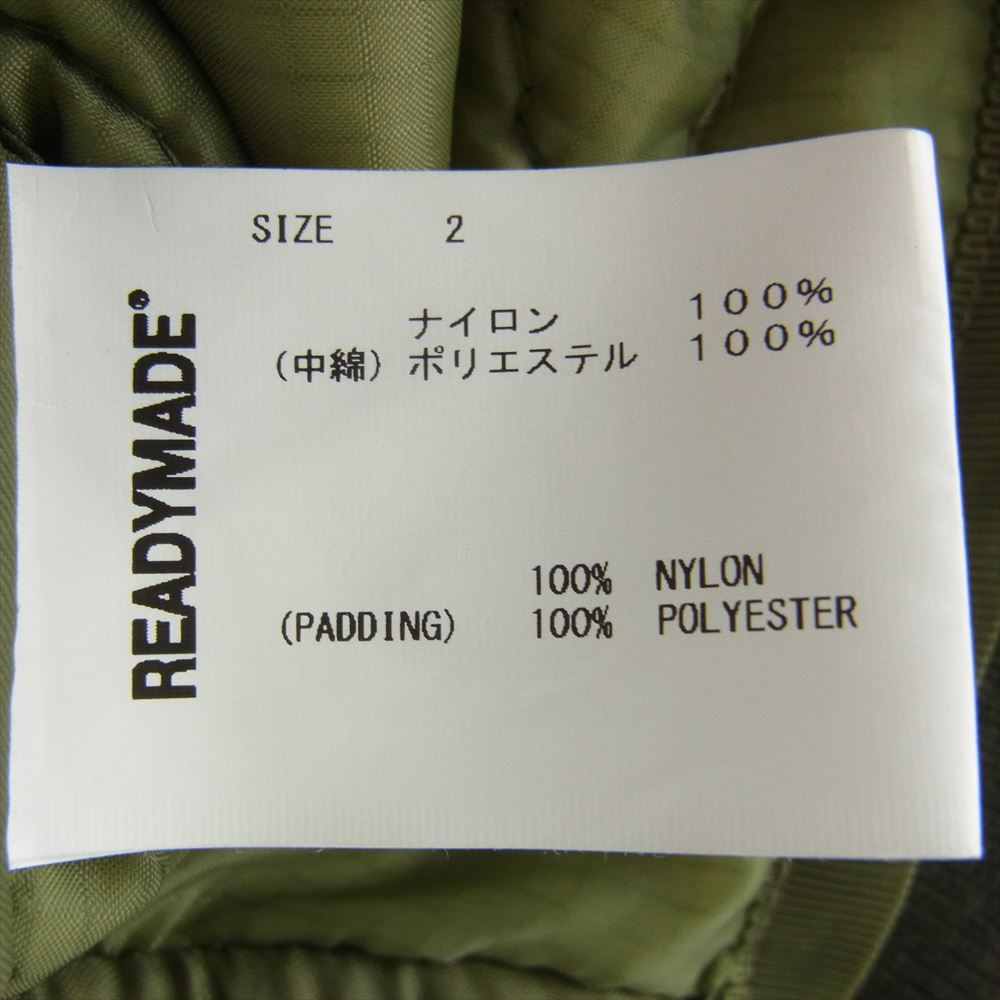 READYMADE®
SIZE 2
ナイロン 100%
(中綿) ポリエステル 100%
100% NYLON
(PADDING) 100% POLYESTER